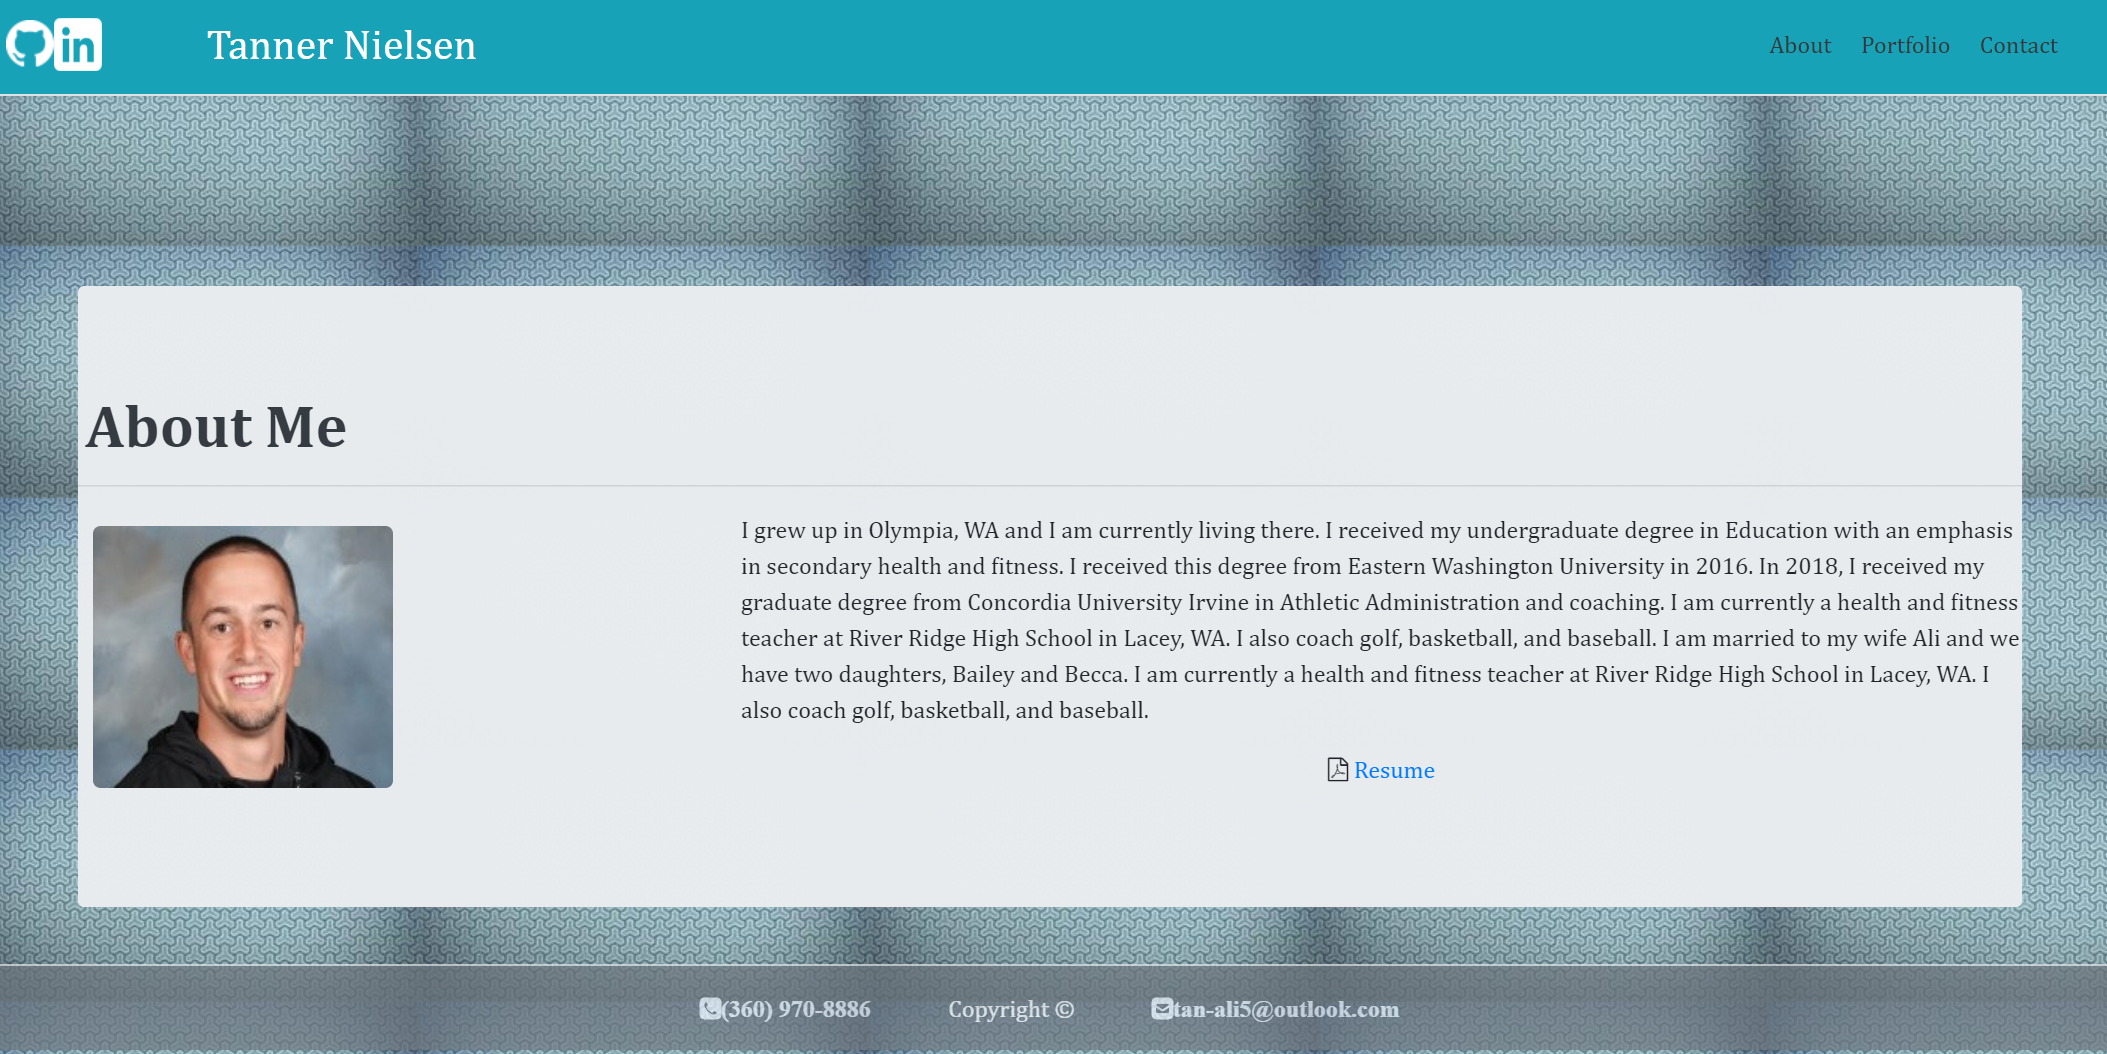 in
Tanner Nielsen
About Portfolio Contact
About Me
I grew up in Olympia, WA and I am currently living there. I received my undergraduate degree in Education with an emphasis
in secondary health and fitness. I received this degree from Eastern Washington University in 2016. In 2018, I received my
graduate degree from Concordia University Irvine in Athletic Administration and coaching. I am currently a health and fitness
teacher at River Ridge High School in Lacey, WA. I also coach golf, basketball, and baseball. I am married to my wife Ali and we
have two daughters, Bailey and Becca. I am currently a health and fitness teacher at River Ridge High School in Lacey, WA. I
also coach golf, basketball, and baseball.
Resume
(360) 970-8886 Copyright © tan-ali5@outlook.com